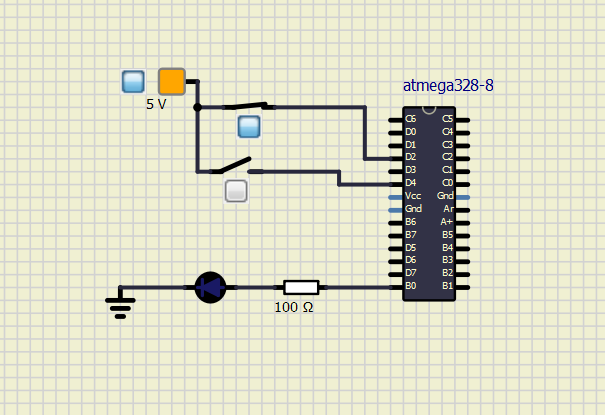 atmega328-8
5 V
C6 C5
D0 C4
D1 C3
D2 C2
D3 C1
D4 C0
Vcc Gnd
Gnd Ar
B6 A+
B7 B5
D5 B4
D6 B3
D7 B2
B0 B1
100 Ω